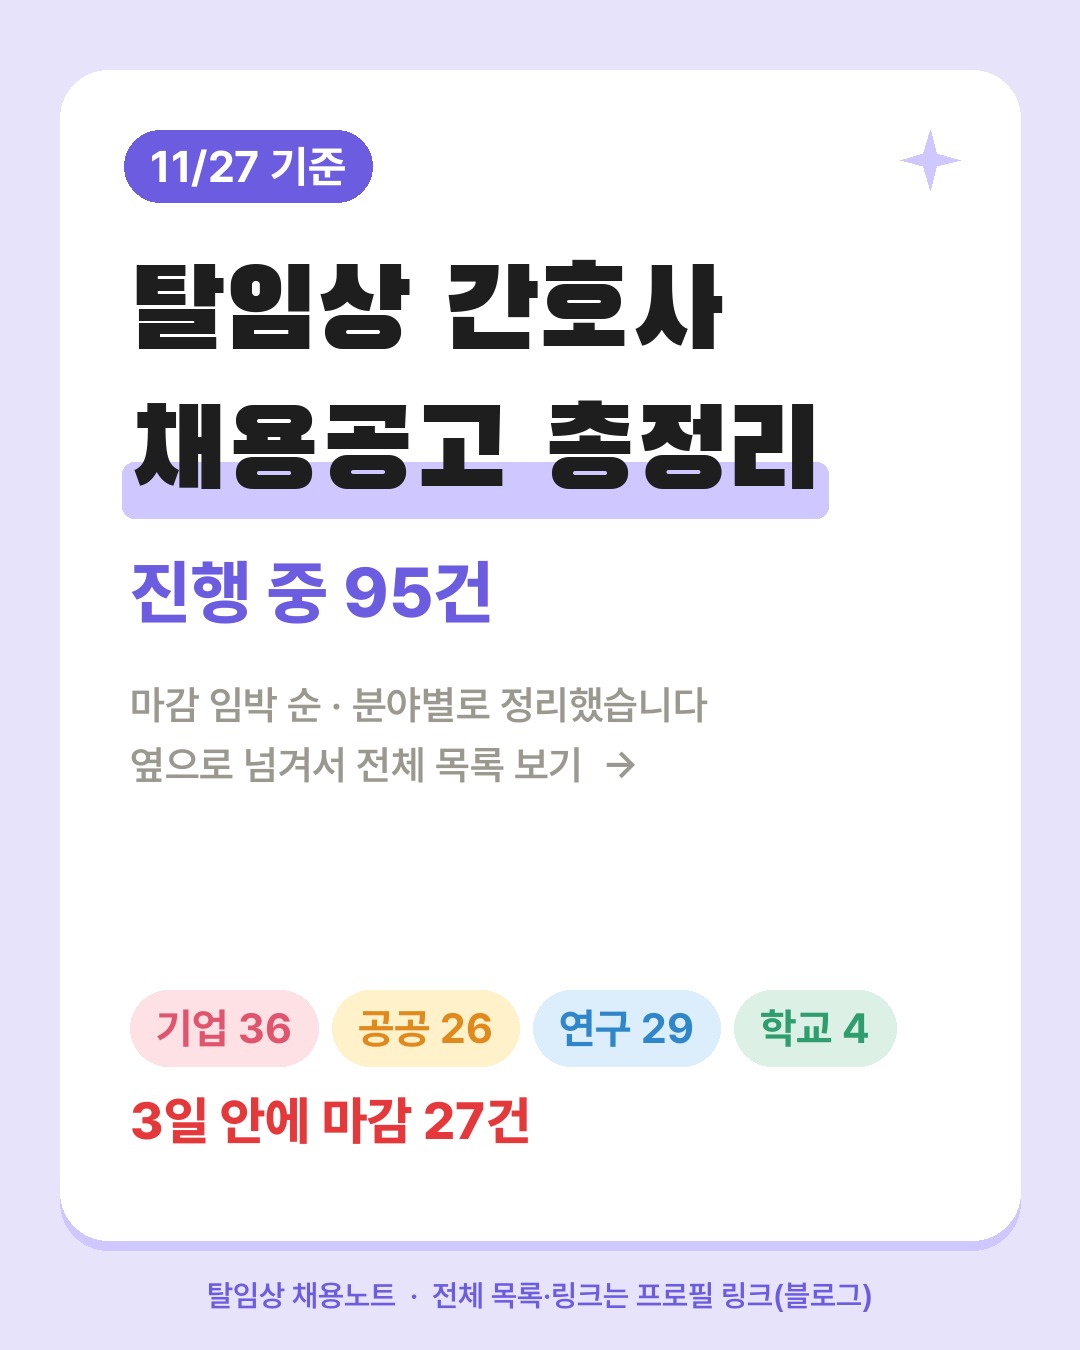 11/27 기준
탈임상 간호사
채용공고 총정리
진행 중 95건
마감 임박 순 · 분야별로 정리했습니다
옆으로 넘겨서 전체 목록 보기 →
기업 36 공공 26 연구 29 학교 4
3일 안에 마감 27건
탈임상 채용노트 · 전체 목록·링크는 프로필 링크(블로그)